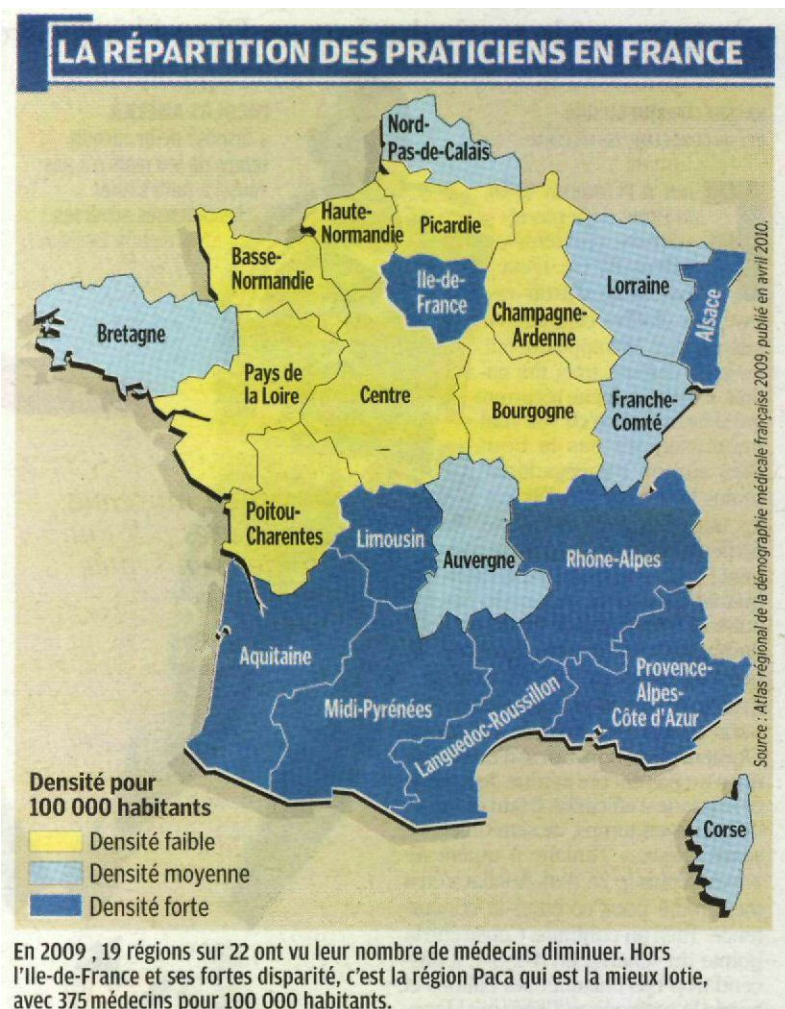 LA RÉPARTITION DES PRATICIENS EN FRANCE
Nord-
Pas-de-Calais
Haute-
Normandie
Picardie
Basse-
Normandie
Ile-de-
France
Champagne-
Ardenne
Lorraine
Alsace
Bretagne
Pays de
la Loire
Centre
Bourgogne
Franche-
Comté
Poitou-
Charentes
Limousin
Auvergne
Rhône-Alpes
Aquitaine
Midi-Pyrénées
Languedoc-Roussillon
Provence-
Alpes-
Côte d'Azur
Corse
Source : Atlas régional de la démographie médicale française 2009, publié en avril 2010.
Densité pour
100 000 habitants
Densité faible
Densité moyenne
Densité forte
En 2009 , 19 régions sur 22 ont vu leur nombre de médecins diminuer. Hors
l'Ile-de-France et ses fortes disparité, c'est la région Paca qui est la mieux lotie,
avec 375 médecins pour 100 000 habitants.